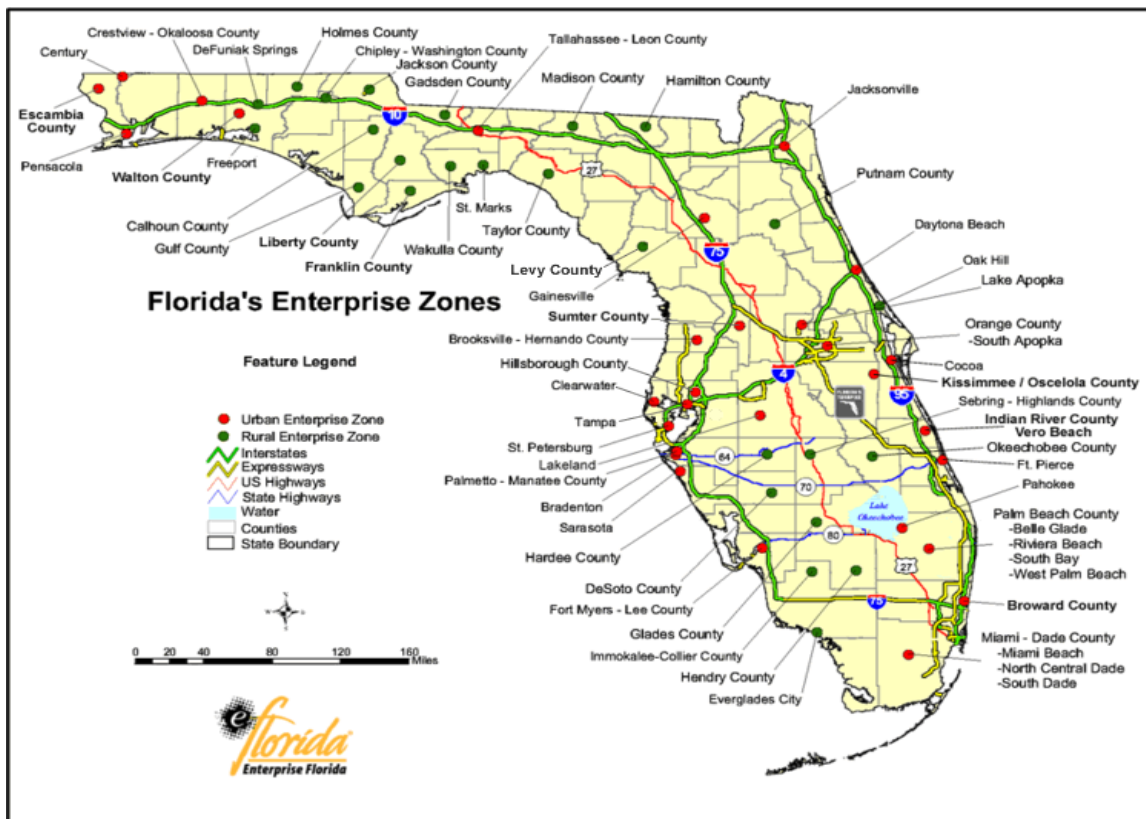 Crestview - Okaloosa County
Holmes County
DeFuniak Springs
Chipley - Washington County
Tallahassee - Leon County
Century
Jackson County
Gadsden County
Madison County
Hamilton County
Jacksonville
Escambia
County
10
Pensacola
Freeport
Walton County
27
Putnam County
Calhoun County
Gulf County
Liberty County
Franklin County
Wakulla County
St. Marks
Taylor County
Levy County
75
Gainesville
Daytona Beach
Oak Hill
Lake Apopka
Florida's Enterprise Zones
Sumter County
Brooksville - Hernando County
Orange County
-South Apopka
Hillsborough County
Cocoa
4
Kissimmee / Oscelola County
95
Clearwater
Sebring - Highlands County
Tampa
Indian River County
Vero Beach
St. Petersburg
Okeechobee County
64
Lakeland
Ft. Pierce
Palmetto - Manatee County
70
Pahokee
Bradenton
Lake
Okeechobee
Sarasota
80
Palm Beach County
-Belle Glade
-Riviera Beach
-South Bay
-West Palm Beach
Hardee County
27
DeSoto County
Fort Myers - Lee County
75
Broward County
Glades County
Immokalee-Collier County
Hendry County
Everglades City
Miami - Dade County
-Miami Beach
-North Central Dade
-South Dade
Feature Legend
Urban Enterprise Zone
Rural Enterprise Zone
Interstates
Expressways
US Highways
State Highways
Water
Counties
State Boundary
N
W
E
S
0 20 40 80 120 160
Miles
eflorida
Enterprise Florida